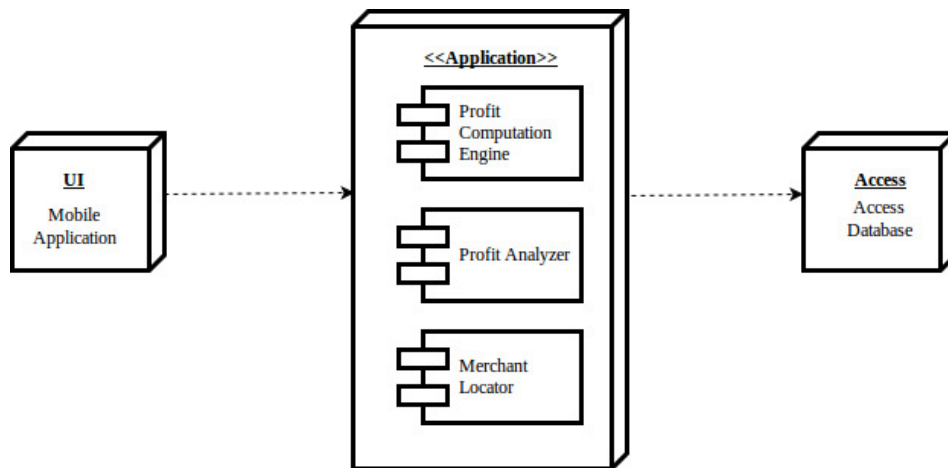 <<Application>>
Profit
Computation
Engine
UI
Mobile
Application
Profit Analyzer
Access
Access
Database
Merchant
Locator